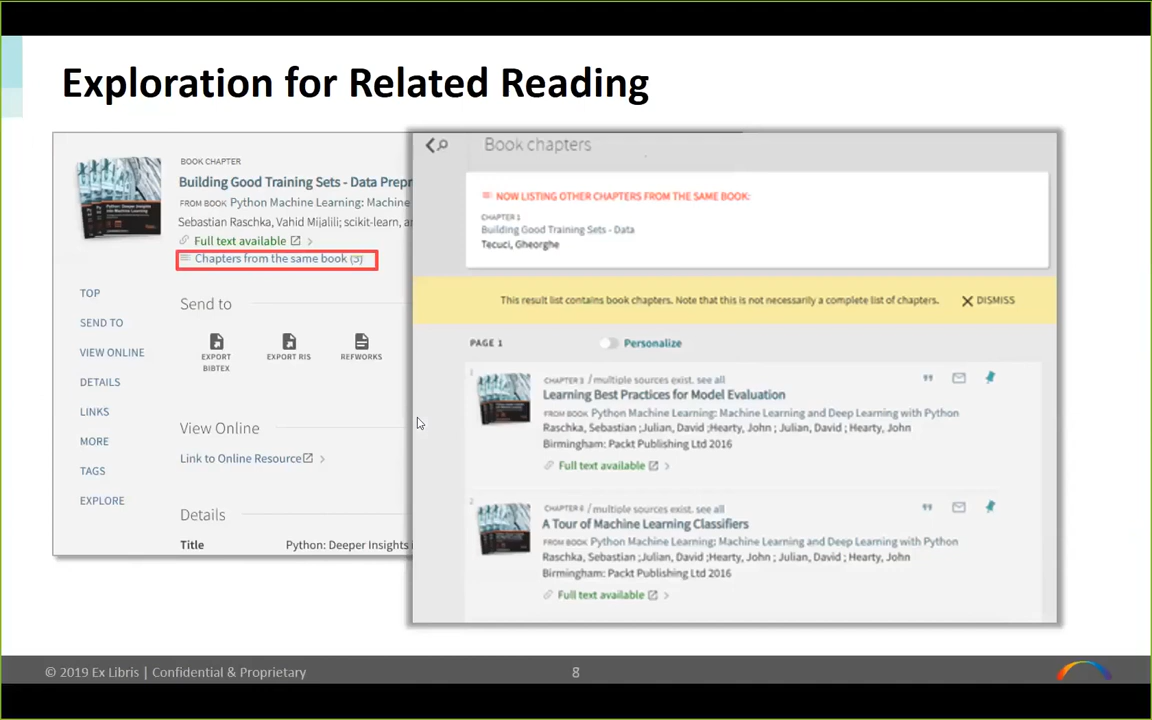 Exploration for Related Reading
BOOK CHAPTER
Building Good Training Sets - Data Prepr
FROM BOOK Python Machine Learning: Machine
Sebastian Raschka, Vahid Mijalili; scikit-learn, an
Full text available
Chapters from the same book (3)
TOP
SEND TO
VIEW ONLINE
DETAILS
LINKS
MORE
TAGS
EXPLORE
Send to
EXPORT BIBTEX
EXPORT RIS
REFWORKS
View Online
Link to Online Resource
Details
Title Python: Deeper Insights i
Book chapters
NOW LISTING OTHER CHAPTERS FROM THE SAME BOOK:
CHAPTER 1
Building Good Training Sets - Data
Tecuci, Gheorghe
This result list contains book chapters. Note that this is not necessarily a complete list of chapters.
DISMISS
PAGE 1
Personalize
1
CHAPTER 5 /multiple sources exist. see all
Learning Best Practices for Model Evaluation
FROM BOOK Python Machine Learning: Machine Learning and Deep Learning with Python
Raschka, Sebastian ;Julian, David ;Hearty, John ; Julian, David ; Hearty, John
Birmingham: Packt Publishing Ltd 2016
Full text available
2
CHAPTER 6 /multiple sources exist. see all
A Tour of Machine Learning Classifiers
FROM BOOK Python Machine Learning: Machine Learning and Deep Learning with Python
Raschka, Sebastian ;Julian, David ;Hearty, John ; Julian, David ; Hearty, John
Birmingham: Packt Publishing Ltd 2016
Full text available
© 2019 Ex Libris | Confidential & Proprietary
8